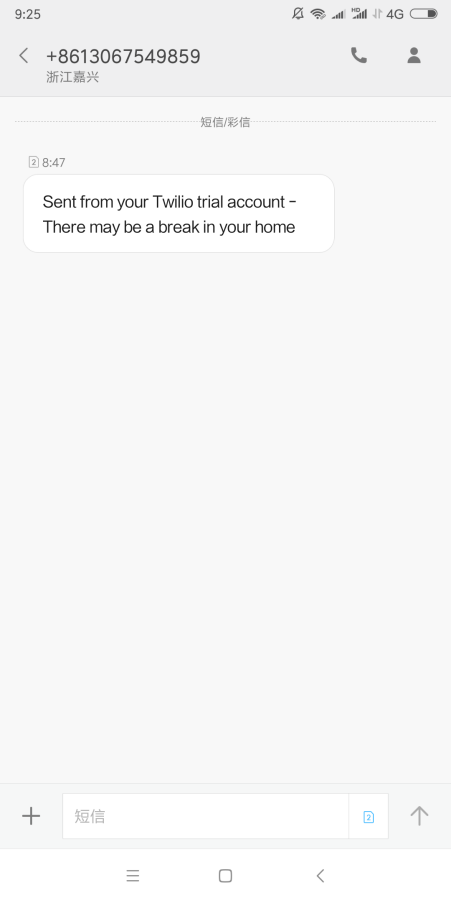 9:25
HD
4G
+8613067549859
浙江嘉兴
短信/彩信
2 8:47
Sent from your Twilio trial account -
There may be a break in your home
短信
2